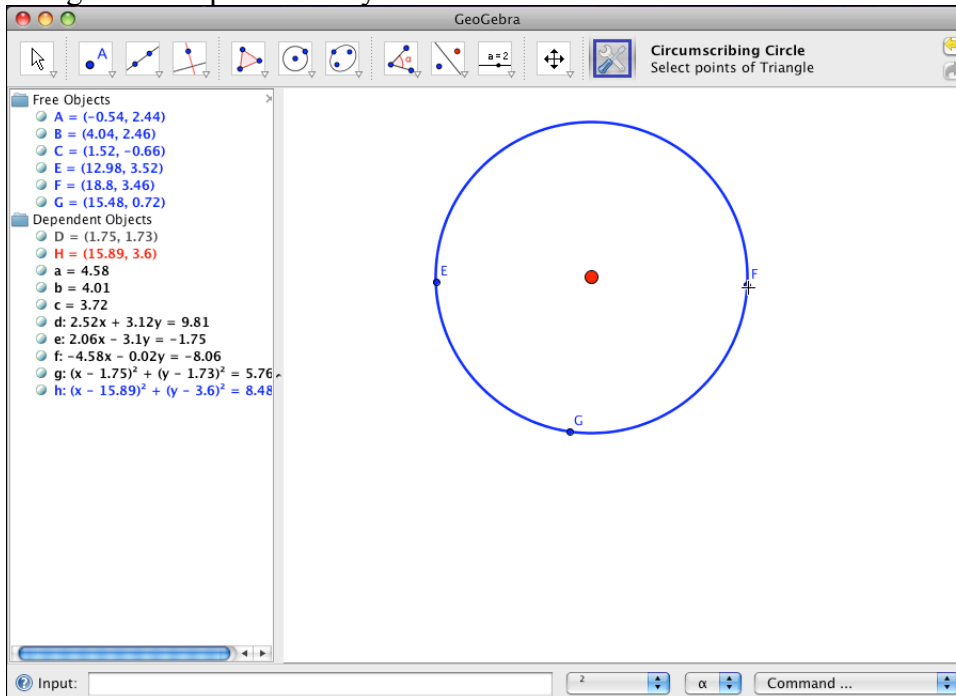 GeoGebra
A
α
a=2
Circumscribing Circle
Select points of Triangle
Free Objects
A = (-0.54, 2.44)
B = (4.04, 2.46)
C = (1.52, -0.66)
E = (12.98, 3.52)
F = (18.8, 3.46)
G = (15.48, 0.72)
Dependent Objects
D = (1.75, 1.73)
H = (15.89, 3.6)
a = 4.58
b = 4.01
c = 3.72
d: 2.52x + 3.12y = 9.81
e: 2.06x - 3.1y = -1.75
f: -4.58x - 0.02y = -8.06
g: (x - 1.75)² + (y - 1.73)² = 5.76
h: (x - 15.89)² + (y - 3.6)² = 8.48
E
F
G
Input:
²
α
Command ...